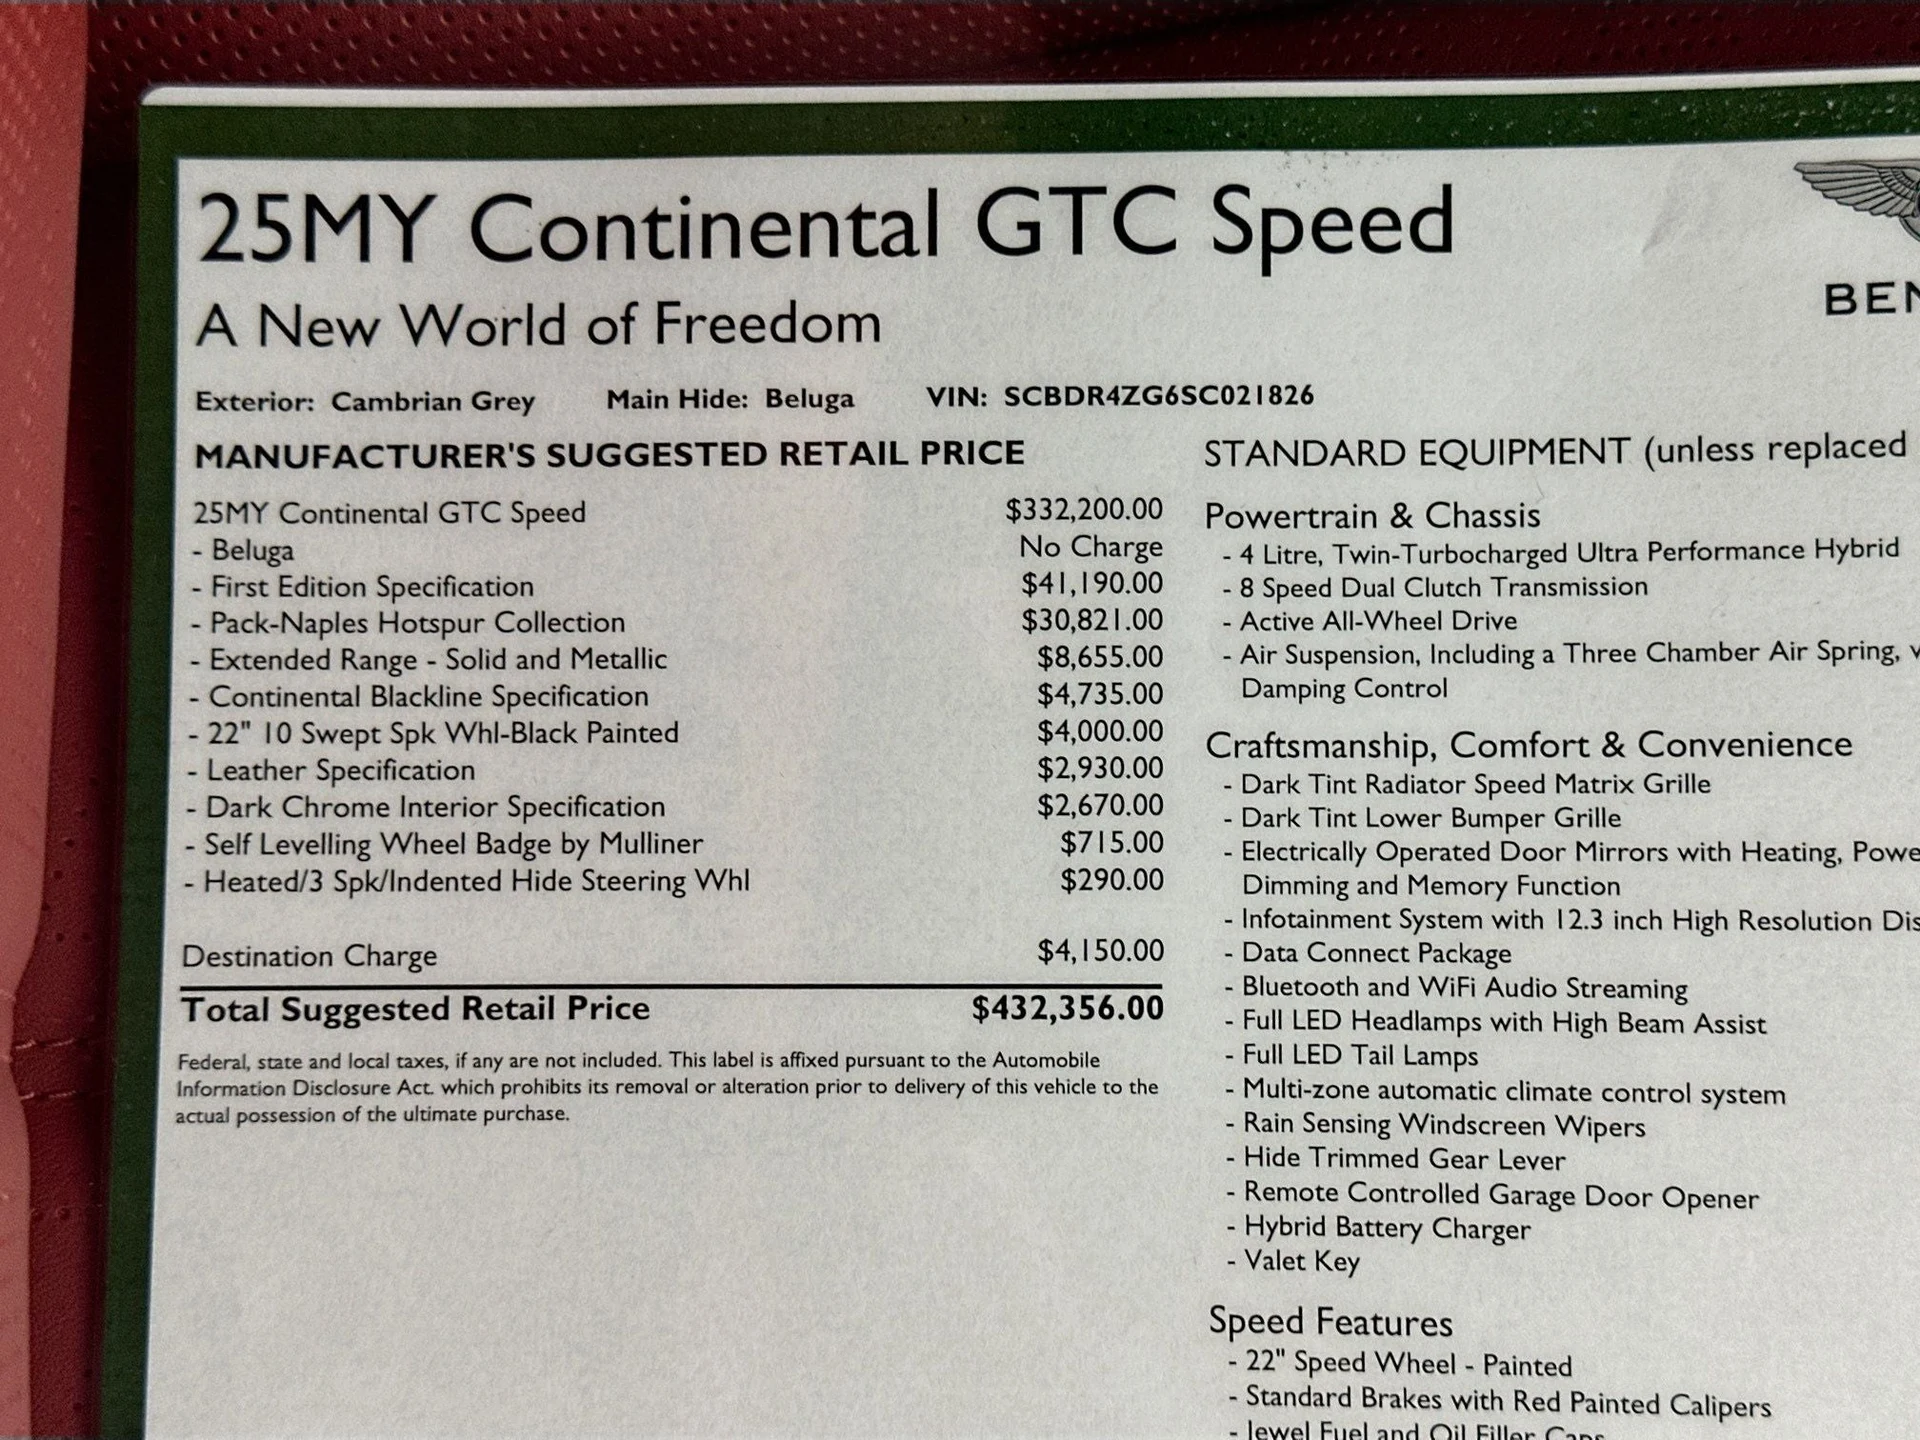 25MY Continental GTC Speed
A New World of Freedom
Exterior: Cambrian Grey Main Hide: Beluga VIN: SCBDR4ZG6SC021826
MANUFACTURER'S SUGGESTED RETAIL PRICE
25MY Continental GTC Speed $332,200.00
- Beluga No Charge
- First Edition Specification $41,190.00
- Pack-Naples Hotspur Collection $30,821.00
- Extended Range - Solid and Metallic $8,655.00
- Continental Blackline Specification $4,735.00
- 22" 10 Swept Spk Whl-Black Painted $4,000.00
- Leather Specification $2,930.00
- Dark Chrome Interior Specification $2,670.00
- Self Levelling Wheel Badge by Mulliner $715.00
- Heated/3 Spk/Indented Hide Steering Whl $290.00
Destination Charge $4,150.00
Total Suggested Retail Price $432,356.00
Federal, state and local taxes, if any are not included. This label is affixed pursuant to the Automobile
Information Disclosure Act. which prohibits its removal or alteration prior to delivery of this vehicle to the
actual possession of the ultimate purchase.
BEN
STANDARD EQUIPMENT (unless replaced
Powertrain & Chassis
- 4 Litre, Twin-Turbocharged Ultra Performance Hybrid
- 8 Speed Dual Clutch Transmission
- Active All-Wheel Drive
- Air Suspension, Including a Three Chamber Air Spring,
Damping Control
Craftsmanship, Comfort & Convenience
- Dark Tint Radiator Speed Matrix Grille
- Dark Tint Lower Bumper Grille
- Electrically Operated Door Mirrors with Heating, Powe
Dimming and Memory Function
- Infotainment System with 12.3 inch High Resolution Dis
- Data Connect Package
- Bluetooth and WiFi Audio Streaming
- Full LED Headlamps with High Beam Assist
- Full LED Tail Lamps
- Multi-zone automatic climate control system
- Rain Sensing Windscreen Wipers
- Hide Trimmed Gear Lever
- Remote Controlled Garage Door Opener
- Hybrid Battery Charger
- Valet Key
Speed Features
- 22" Speed Wheel - Painted
- Standard Brakes with Red Painted Calipers
- Jewel Fuel and Oil Filler Caps